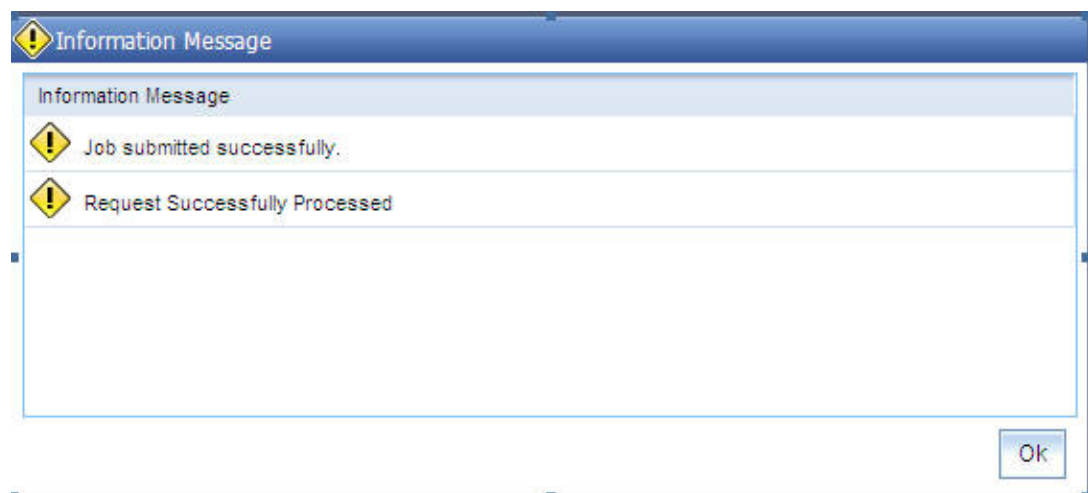 Information Message
Information Message
Job submitted successfully.
Request Successfully Processed
Ok